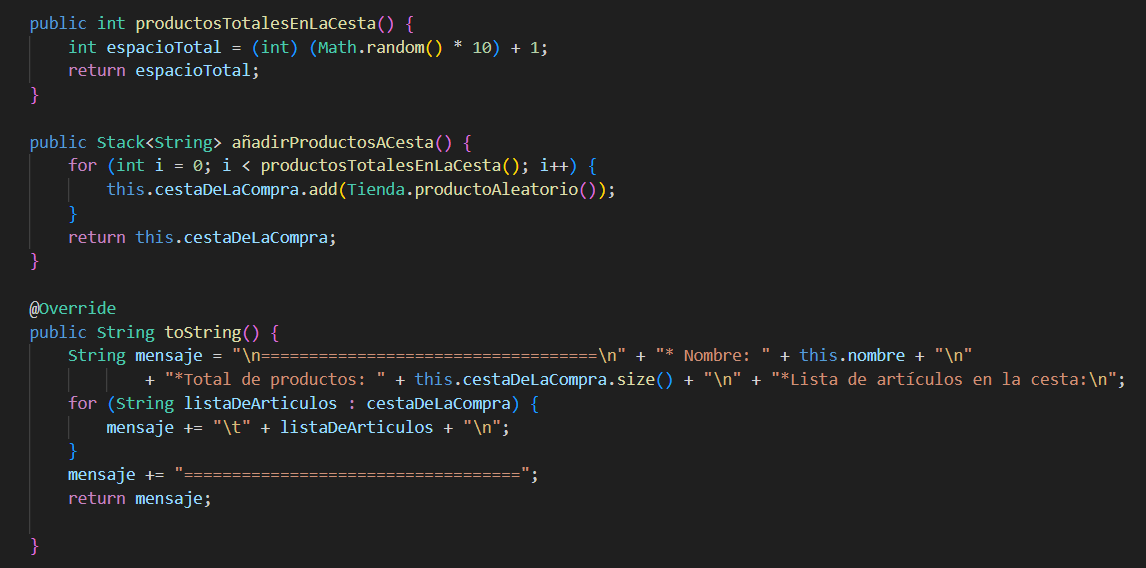 public int productosTotalesEnLaCesta() {
    int espacioTotal = (int) (Math.random() * 10) + 1;
    return espacioTotal;
}

public Stack<String> añadirProductosACesta() {
    for (int i = 0; i < productosTotalesEnLaCesta(); i++) {
        this.cestaDeLaCompra.add(Tienda.productoAleatorio());
    }
    return this.cestaDeLaCompra;
}

@Override
public String toString() {
    String mensaje = "\n===================================\n" + "* Nombre: " + this.nombre + "\n"
            + "*Total de productos: " + this.cestaDeLaCompra.size() + "\n" + "*Lista de artículos en la cesta:\n";
    for (String listaDeArticulos : cestaDeLaCompra) {
        mensaje += "\t" + listaDeArticulos + "\n";
    }
    mensaje += "===================================";
    return mensaje;

}